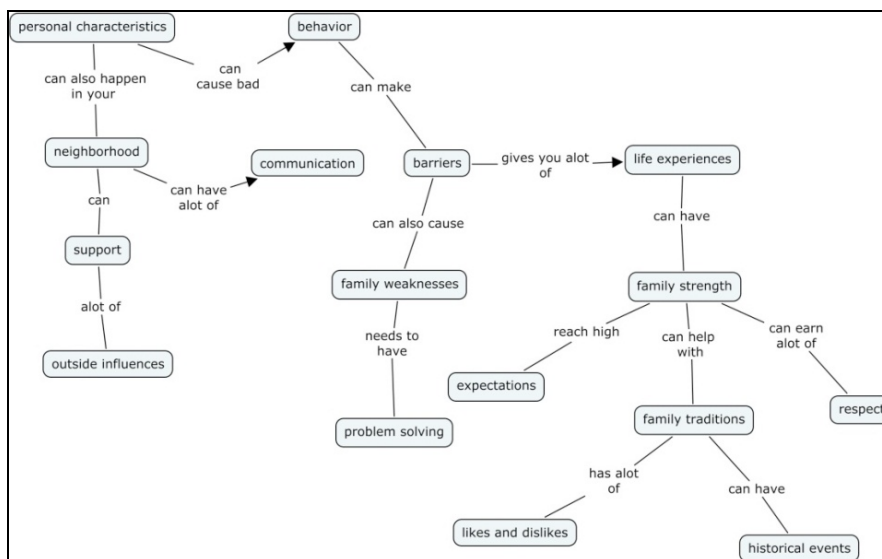 personal characteristics
behavior
can
cause bad
can also happen
in your
can make
neighborhood
communication
barriers
gives you alot
of
life experiences
can have
alot of
can
can also cause
can have
support
family weaknesses
family strength
alot of
needs to
have
reach high
can help
with
can earn
alot of
outside influences
expectations
respect
problem solving
family traditions
has alot
of
can have
likes and dislikes
historical events